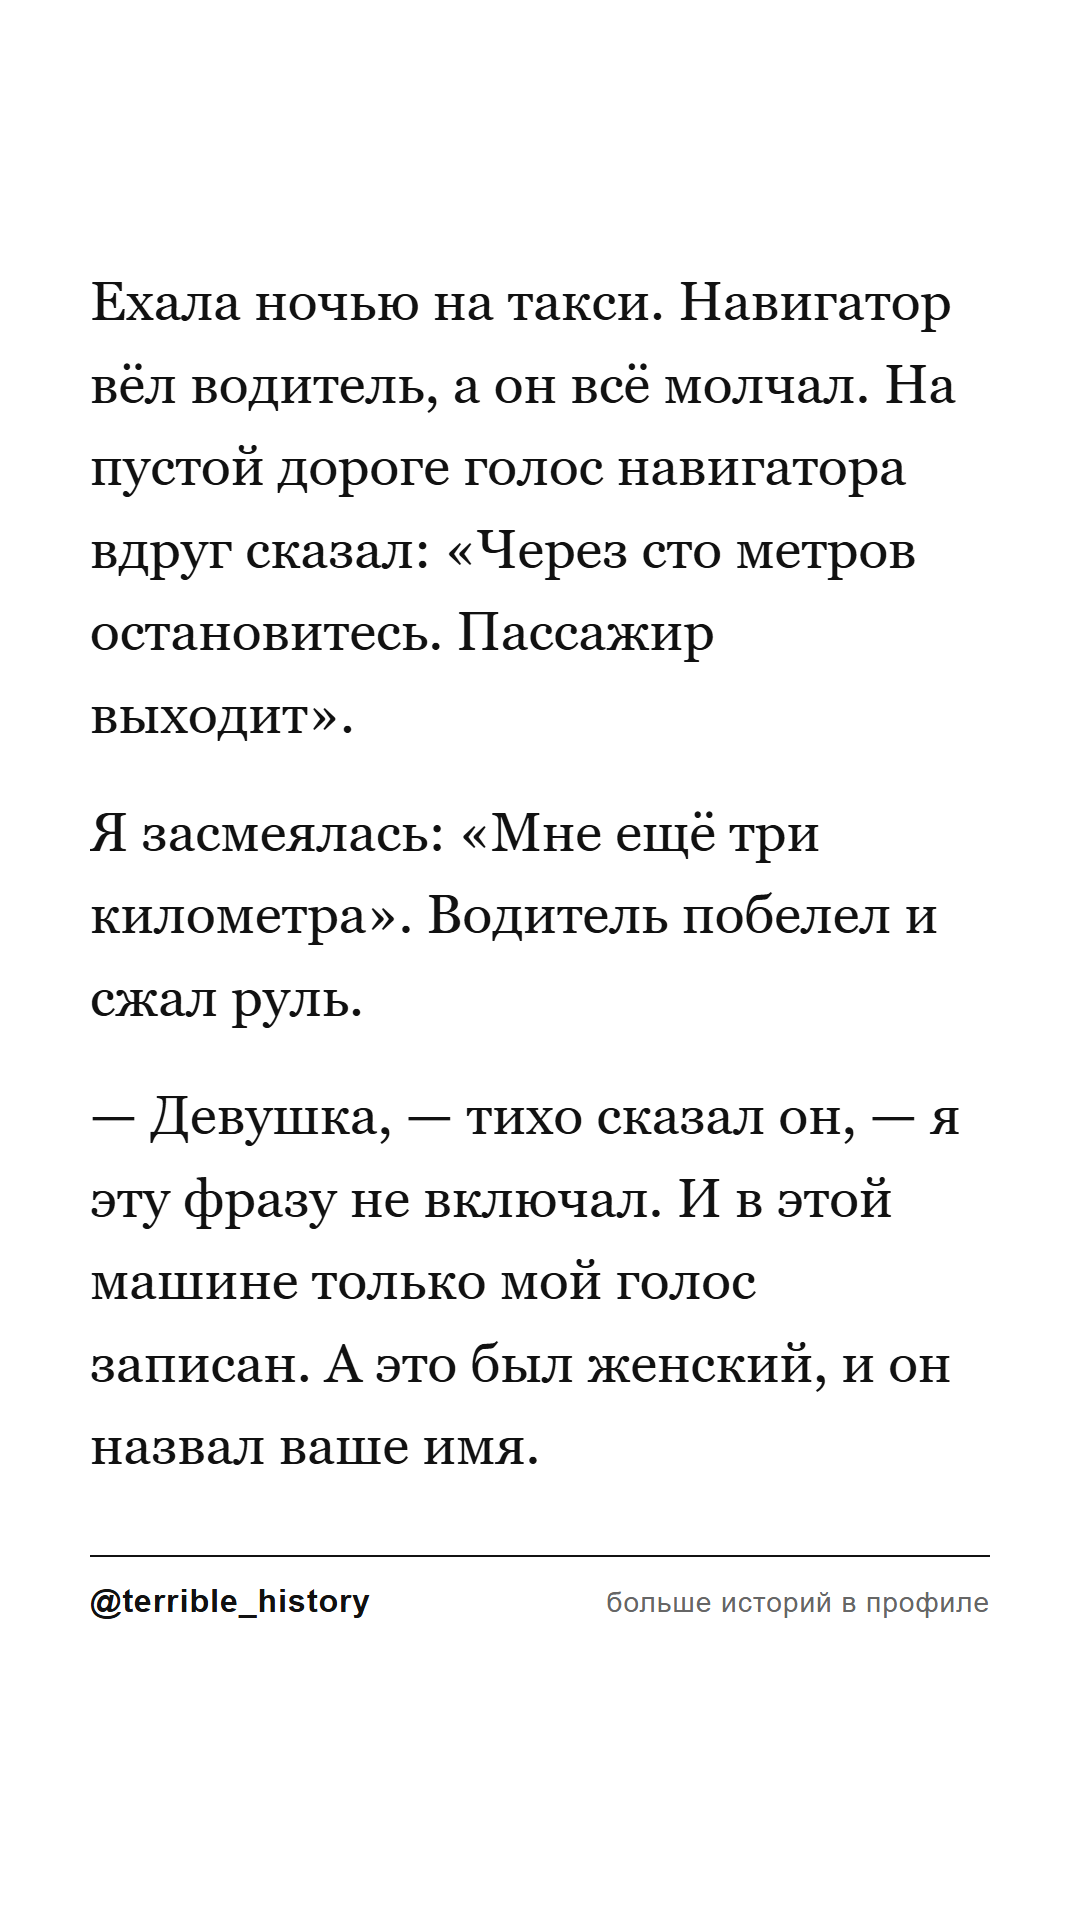 Ехала ночью на такси. Навигатор
вёл водитель, а он всё молчал. На
пустой дороге голос навигатора
вдруг сказал: «Через сто метров
остановитесь. Пассажир
выходит».
Я засмеялась: «Мне ещё три
километра». Водитель побелел и
сжал руль.
— Девушка, — тихо сказал он, — я
эту фразу не включал. И в этой
машине только мой голос
записан. А это был женский, и он
назвал ваше имя.
@terrible_history
больше историй в профиле